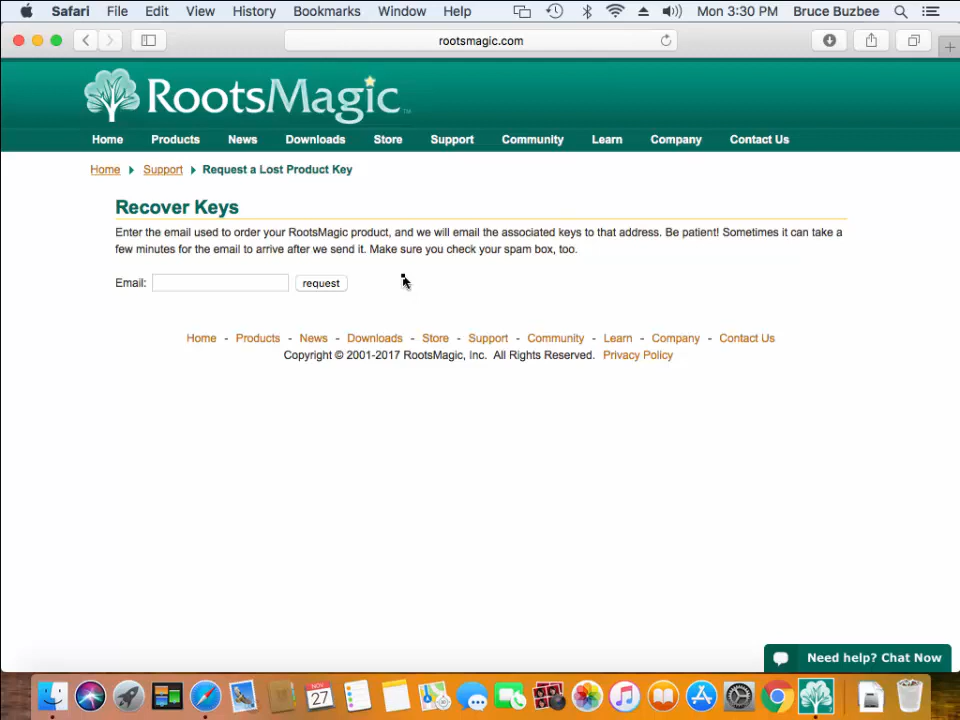 Safari File Edit View History Bookmarks Window Help Mon 3:30 PM Bruce Buzbee
rootsmagic.com
RootsMagic™
Home Products News Downloads Store Support Community Learn Company Contact Us
Home Support Request a Lost Product Key
Recover Keys
Enter the email used to order your RootsMagic product, and we will email the associated keys to that address. Be patient! Sometimes it can take a
few minutes for the email to arrive after we send it. Make sure you check your spam box, too.
Email: request
Home - Products - News - Downloads - Store - Support - Community - Learn - Company - Contact Us
Copyright © 2001-2017 RootsMagic, Inc. All Rights Reserved. Privacy Policy
Need help? Chat Now
NOV
27